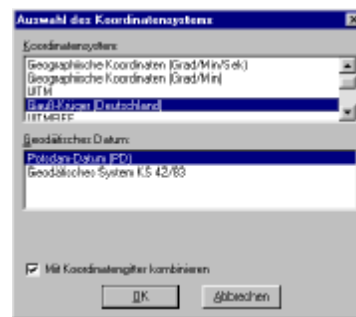 Auswahl des Koordinatensystems
Koordinatensystem:
Geographische Koordinaten (Grad/Min/Sek)
Geographische Koordinaten (Grad/Min)
UTM
Gauß-Krüger (Deutschland)
UTMREF
Geodätisches Datum:
Potsdam-Datum (PD)
Geodätisches System KS 42/83
Mit Koordinatengitter kombinieren
OK
Abbrechen